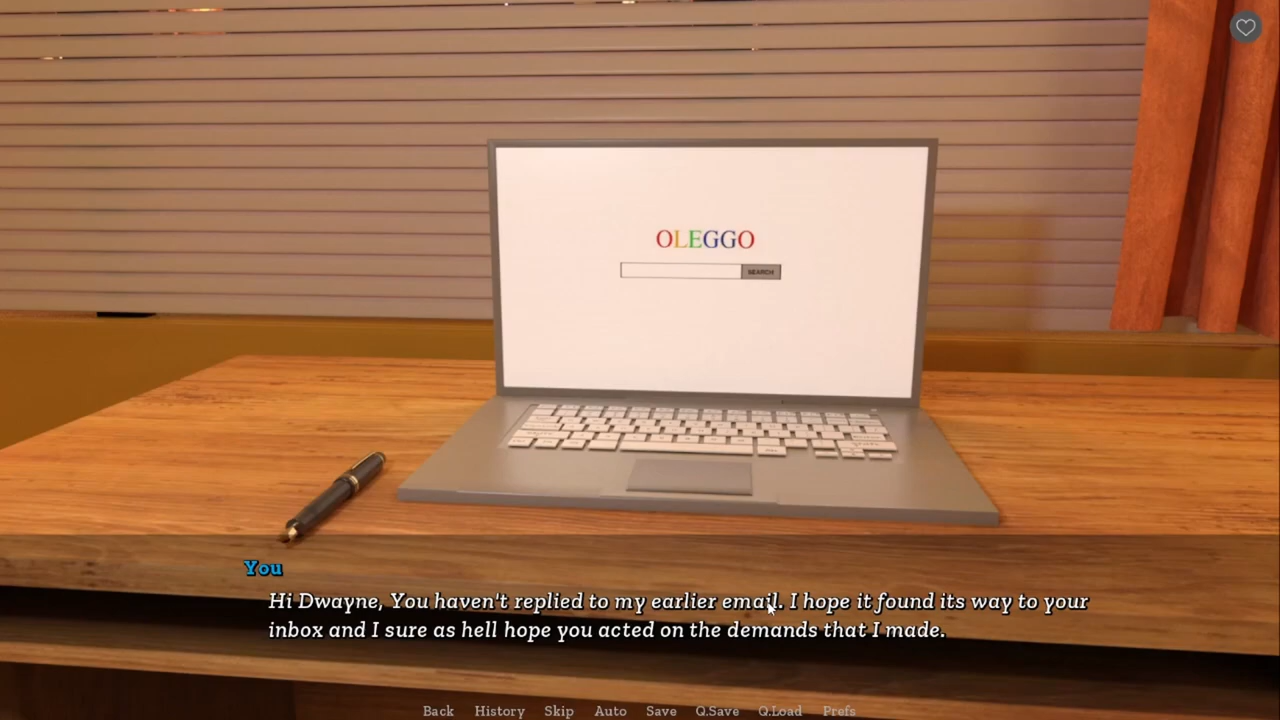 OLEGGO
SEARCH
You
Hi Dwayne, You haven't replied to my earlier email. I hope it found its way to your
inbox and I sure as hell hope you acted on the demands that I made.
Back History Skip Auto Save Q.Save Q.Load Prefs